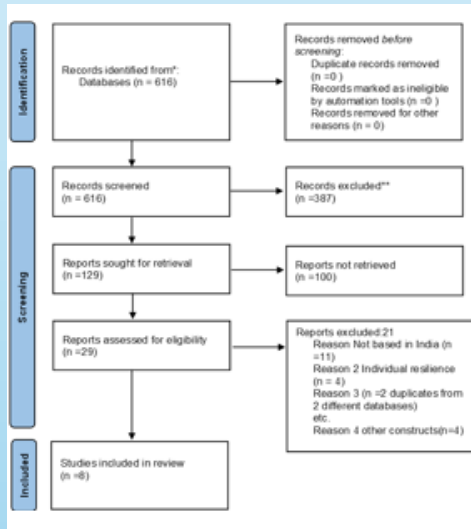 Identification
Records identified from*:
Databases (n = 616)
Records removed before
screening:
Duplicate records removed
(n =0 )
Records marked as ineligible
by automation tools (n =0 )
Records removed for other
reasons (n = 0)
Screening
Records screened
(n = 616)
Records excluded**
(n =387)
Reports sought for retrieval
(n =129)
Reports not retrieved
(n =100)
Reports assessed for eligibility
(n =29)
Reports excluded:21
Reason Not based in India (n
=11)
Reason 2 Individual resilience
(n = 4)
Reason 3 (n =2 duplicates from
2 different databases)
etc.
Reason 4 other constructs(n=4)
Included
Studies included in review
(n =8)